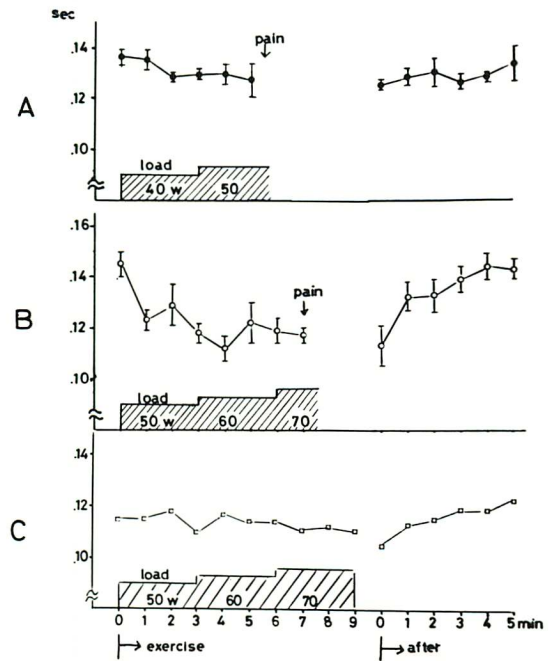 sec
.14
pain
.12
A
.10
load
40 w 50
.16
.14
pain
B
.12
.10
load
50 w 60 70
.14
.12
C
.10
load
50 w 60 70
0 1 2 3 4 5 6 7 8 9 0 1 2 3 4 5 min
exercise after